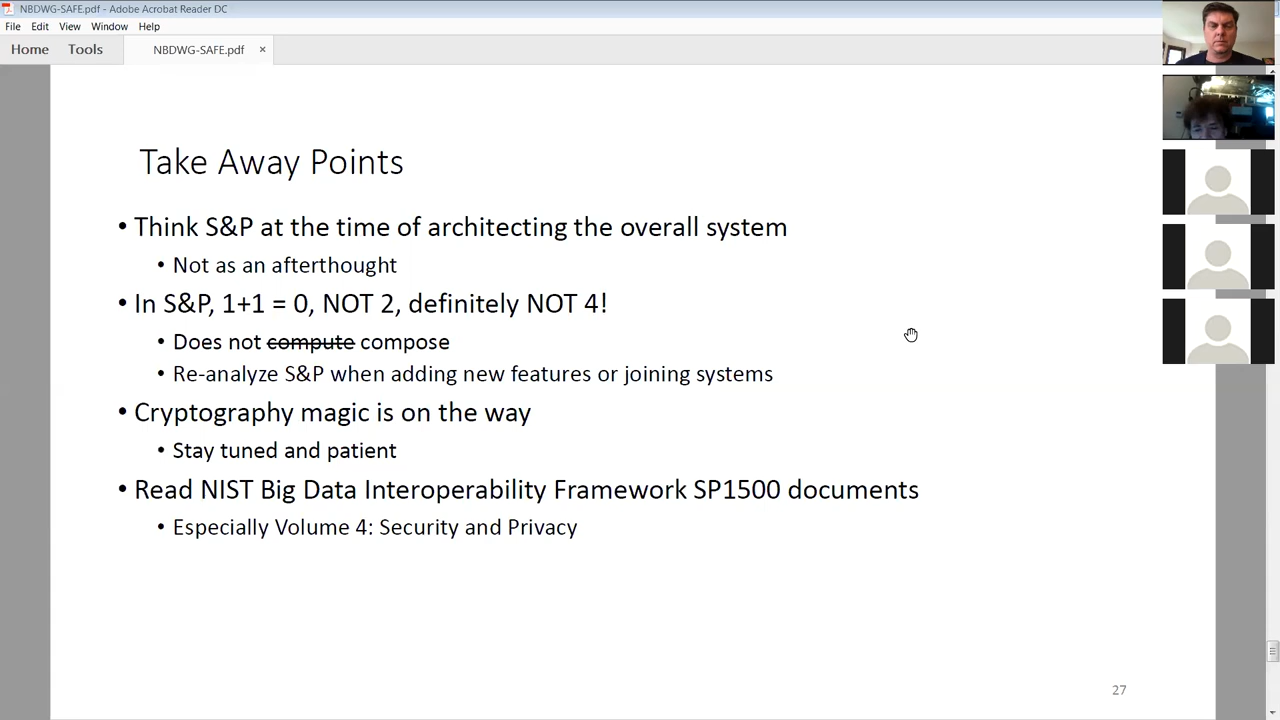 NBDWG-SAFE.pdf - Adobe Acrobat Reader DC
File Edit View Window Help
Home Tools NBDWG-SAFE.pdf ×
Take Away Points
• Think S&P at the time of architecting the overall system
• Not as an afterthought
• In S&P, 1+1 = 0, NOT 2, definitely NOT 4!
• Does not compute compose
• Re-analyze S&P when adding new features or joining systems
• Cryptography magic is on the way
• Stay tuned and patient
• Read NIST Big Data Interoperability Framework SP1500 documents
• Especially Volume 4: Security and Privacy
27